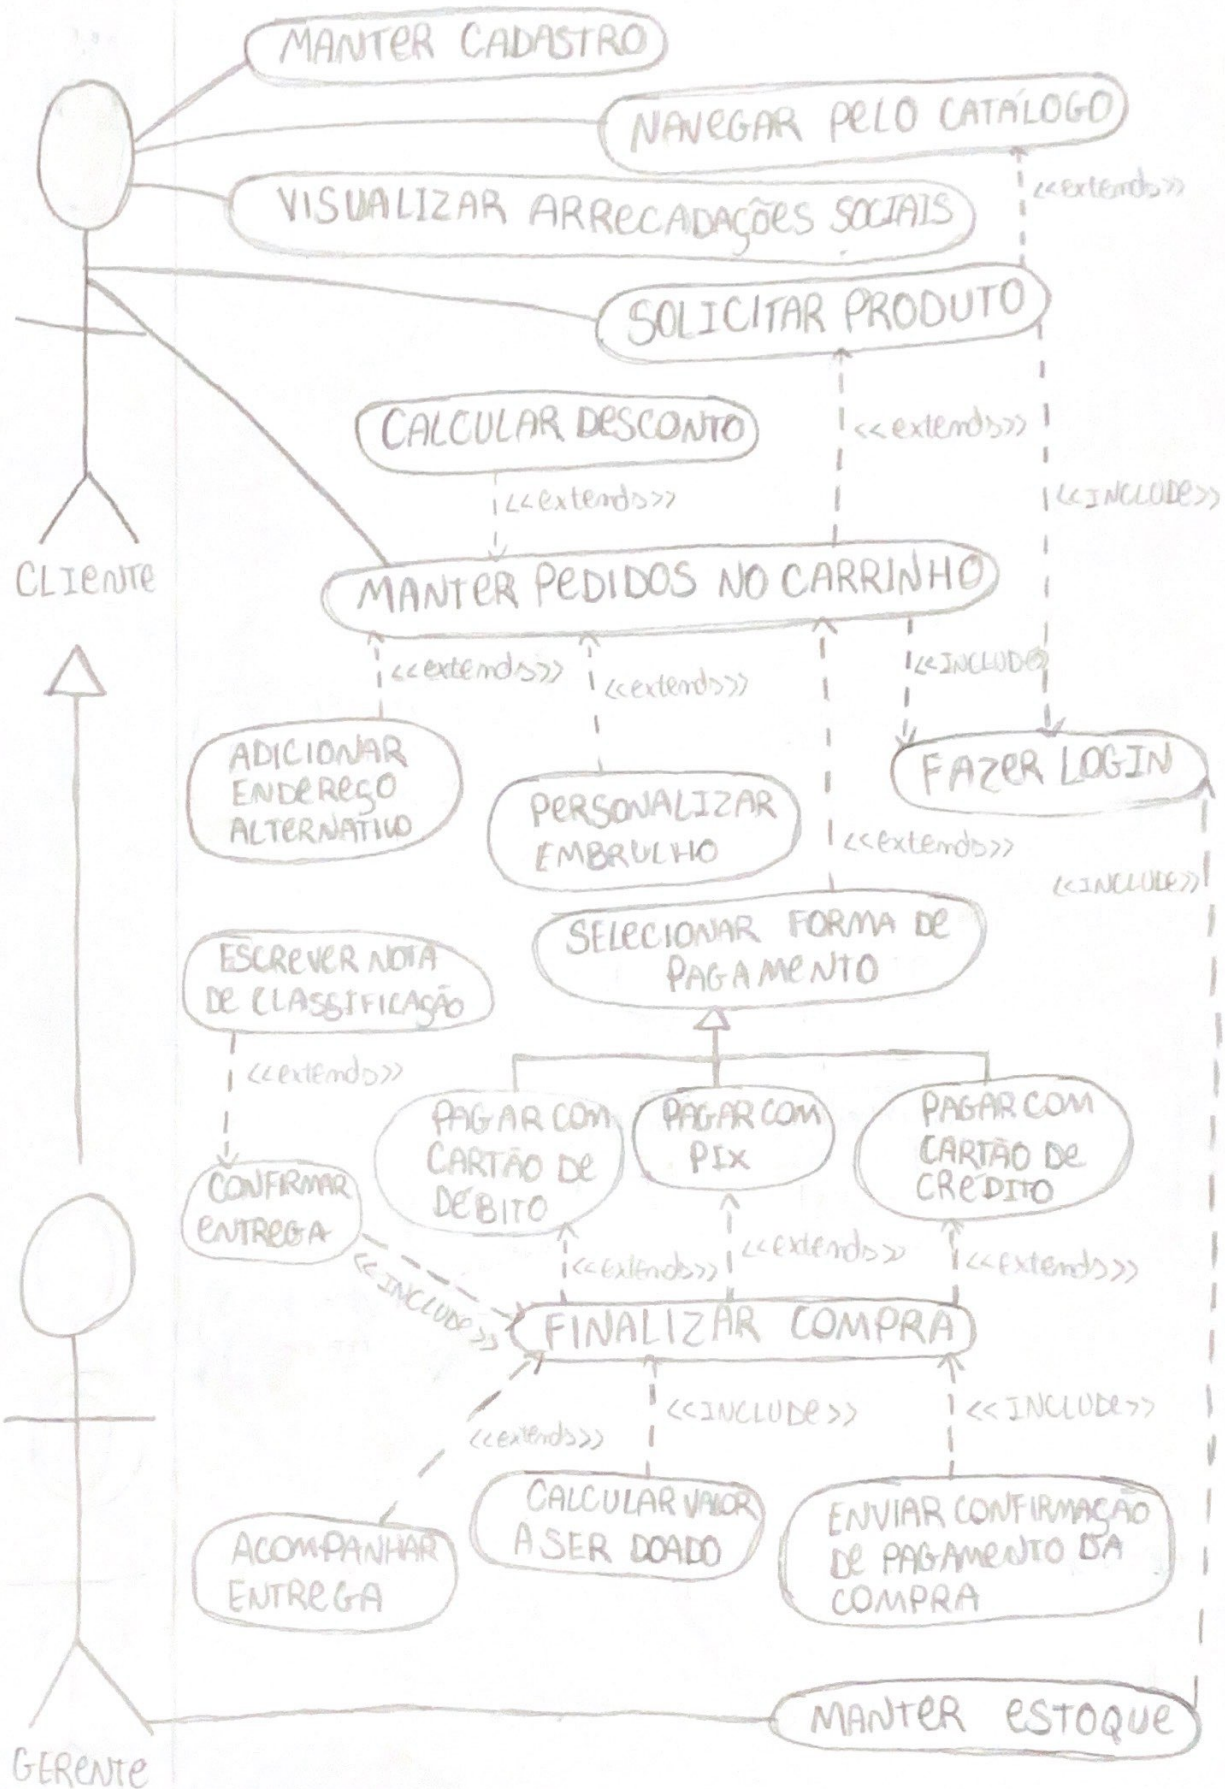 MANTER CADASTRO
NAVEGAR PELO CATÁLOGO
<<extends>>
VISUALIZAR ARRECADAÇÕES SOCIAIS
SOLICITAR PRODUTO
CALCULAR DESCONTO
<<extends>>
<<extends>>
<<INCLUDE>>
CLIENTE
MANTER PEDIDOS NO CARRINHO
<<extends>>
<<extends>>
<<INCLUDE>>
ADICIONAR
ENDEREÇO
ALTERNATIVO
PERSONALIZAR
EMBRULHO
FAZER LOGIN
<<extends>>
<<INCLUDE>>
SELECIONAR FORMA DE
PAGAMENTO
ESCREVER NOTA
DE CLASSIFICAÇÃO
<<extends>>
PAGAR COM
CARTÃO DE
DÉBITO
PAGAR COM
PIX
PAGAR COM
CARTÃO DE
CRÉDITO
CONFIRMAR
ENTREGA
<<INCLUDE>>
<<extends>>
<<extends>>
<<extends>>
FINALIZAR COMPRA
<<extends>>
<<INCLUDE>>
<<INCLUDE>>
ACOMPANHAR
ENTREGA
CALCULAR VALOR
A SER DOADO
ENVIAR CONFIRMAÇÃO
DE PAGAMENTO DA
COMPRA
MANTER ESTOQUE
GERENTE